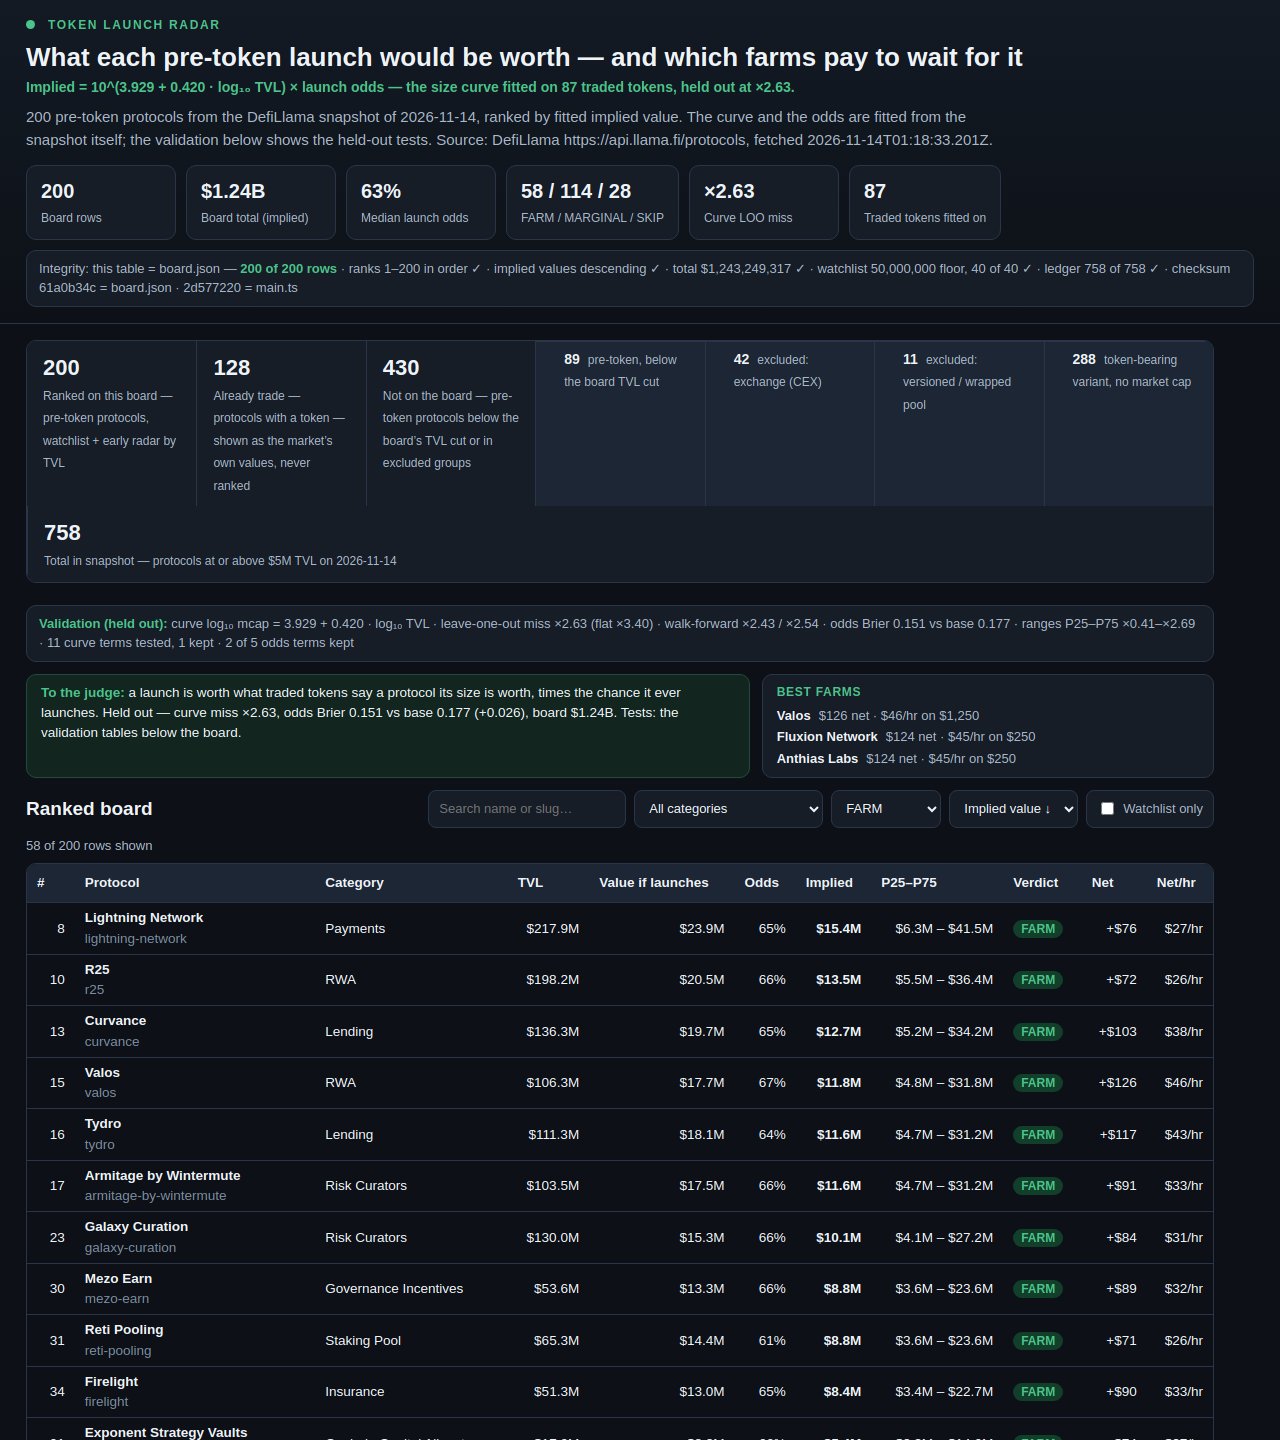 TOKEN LAUNCH RADAR
What each pre-token launch would be worth — and which farms pay to wait for it
Implied = 10^(3.929 + 0.420 · log₁₀ TVL) × launch odds — the size curve fitted on 87 traded tokens, held out at ×2.63.
200 pre-token protocols from the DefiLlama snapshot of 2026-11-14, ranked by fitted implied value. The curve and the odds are fitted from the
snapshot itself; the validation below shows the held-out tests. Source: DefiLlama https://api.llama.fi/protocols, fetched 2026-11-14T01:18:33.201Z.
200 $1.24B 63% 58 / 114 / 28 ×2.63 87
Board rows Board total (implied) Median launch odds FARM / MARGINAL / SKIP Curve LOO miss Traded tokens fitted on
Integrity: this table = board.json — 200 of 200 rows · ranks 1–200 in order ✓ · implied values descending ✓ · total $1,243,249,317 ✓ · watchlist 50,000,000 floor, 40 of 40 ✓ · ledger 758 of 758 ✓ · checksum
61a0b34c = board.json · 2d577220 = main.ts
200
Ranked on this board —
pre-token protocols,
watchlist + early radar by
TVL
128
Already trade —
protocols with a token —
shown as the market's
own values, never
ranked
430
Not on the board — pre-
token protocols below the
board's TVL cut or in
excluded groups
89 pre-token, below
the board TVL cut
42 excluded:
exchange (CEX)
11 excluded:
versioned / wrapped
pool
288 token-bearing
variant, no market cap
758
Total in snapshot — protocols at or above $5M TVL on 2026-11-14
Validation (held out): curve log₁₀ mcap = 3.929 + 0.420 · log₁₀ TVL · leave-one-out miss ×2.63 (flat ×3.40) · walk-forward ×2.43 / ×2.54 · odds Brier 0.151 vs base 0.177 · ranges P25–P75 ×0.41–×2.69
· 11 curve terms tested, 1 kept · 2 of 5 odds terms kept
To the judge: a launch is worth what traded tokens say a protocol its size is worth, times the chance it ever
launches. Held out — curve miss ×2.63, odds Brier 0.151 vs base 0.177 (+0.026), board $1.24B. Tests: the
validation tables below the board.
BEST FARMS
Valos $126 net · $46/hr on $1,250
Fluxion Network $124 net · $45/hr on $250
Anthias Labs $124 net · $45/hr on $250
Ranked board Search name or slug… All categories FARM Implied value ↓ Watchlist only
58 of 200 rows shown
# Protocol Category TVL Value if launches Odds Implied P25–P75 Verdict Net Net/hr
8 Lightning Network Payments $217.9M $23.9M 65% $15.4M $6.3M – $41.5M FARM +$76 $27/hr
lightning-network
10 R25 RWA $198.2M $20.5M 66% $13.5M $5.5M – $36.4M FARM +$72 $26/hr
r25
13 Curvance Lending $136.3M $19.7M 65% $12.7M $5.2M – $34.2M FARM +$103 $38/hr
curvance
15 Valos RWA $106.3M $17.7M 67% $11.8M $4.8M – $31.8M FARM +$126 $46/hr
valos
16 Tydro Lending $111.3M $18.1M 64% $11.6M $4.7M – $31.2M FARM +$117 $43/hr
tydro
17 Armitage by Wintermute Risk Curators $103.5M $17.5M 66% $11.6M $4.7M – $31.2M FARM +$91 $33/hr
armitage-by-wintermute
23 Galaxy Curation Risk Curators $130.0M $15.3M 66% $10.1M $4.1M – $27.2M FARM +$84 $31/hr
galaxy-curation
30 Mezo Earn Governance Incentives $53.6M $13.3M 66% $8.8M $3.6M – $23.6M FARM +$89 $32/hr
mezo-earn
31 Reti Pooling Staking Pool $65.3M $14.4M 61% $8.8M $3.6M – $23.6M FARM +$71 $26/hr
reti-pooling
34 Firelight Insurance $51.3M $13.0M 65% $8.4M $3.4M – $22.7M FARM +$90 $33/hr
firelight
Exponent Strategy Vaults